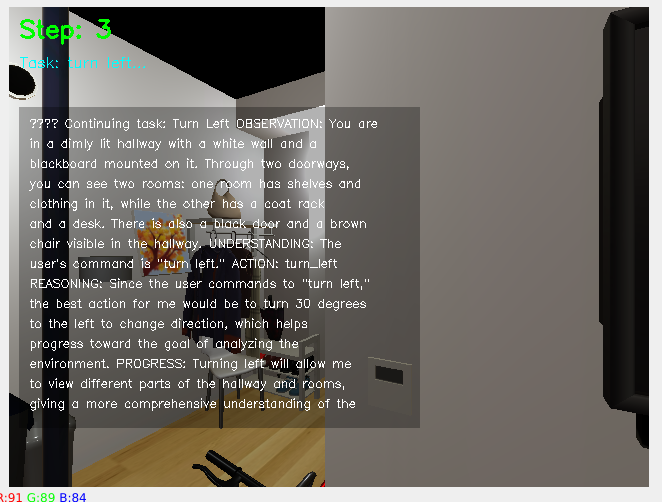 Step: 3
Task: turn left...
???? Continuing task: Turn Left OBSERVATION: You are
in a dimly lit hallway with a white wall and a
blackboard mounted on it. Through two doorways,
you can see two rooms: one room has shelves and
clothing in it, while the other has a coat rack
and a desk. There is also a black door and a brown
chair visible in the hallway. UNDERSTANDING: The
user's command is "turn left." ACTION: turn_left
REASONING: Since the user commands to "turn left,"
the best action for me would be to turn 30 degrees
to the left to change direction, which helps
progress toward the goal of analyzing the
environment. PROGRESS: Turning left will allow me
to view different parts of the hallway and rooms,
giving a more comprehensive understanding of the
R:91 G:89 B:84